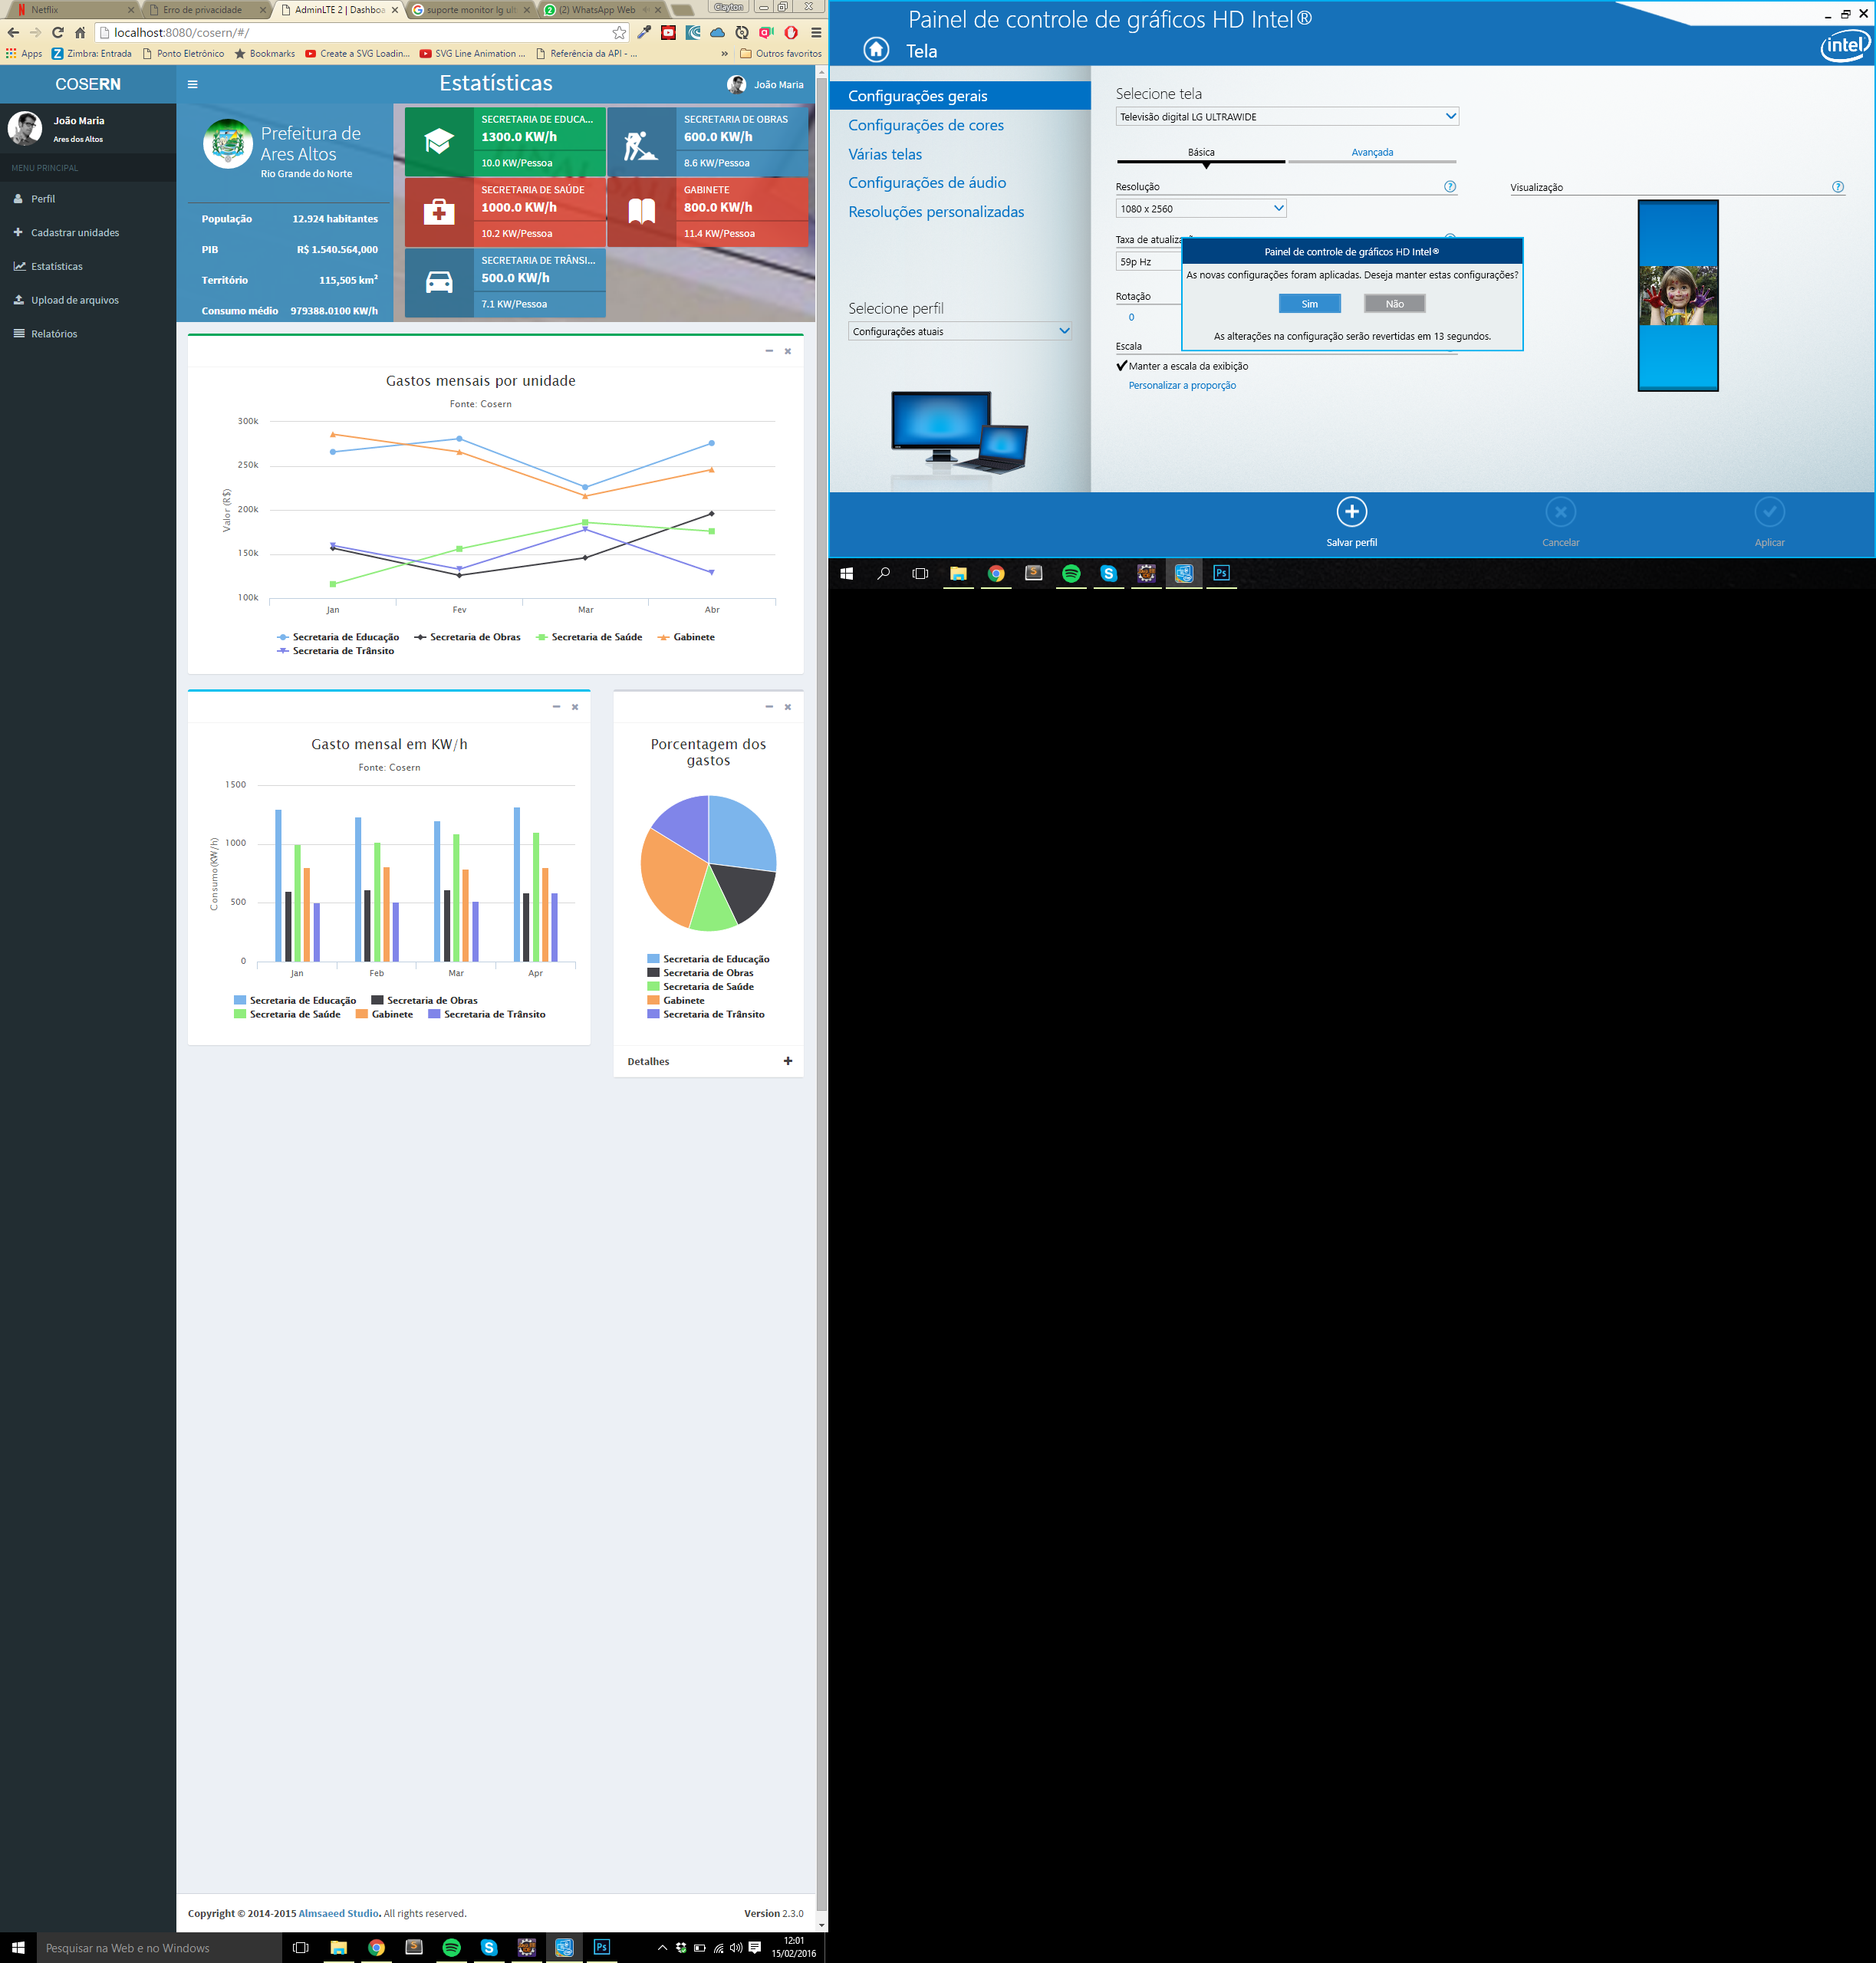 Netflix
Erro de privacidade
AdminLTE 2 | Dashboa
suporte monitor lg ult
(2) WhatsApp Web
Clayton
localhost:8080/cosern/#/
Apps
Zimbra: Entrada
Ponto Eletrônico
Bookmarks
Create a SVG Loadin...
SVG Line Animation ...
Referência da API - ...
»
Outros favoritos
COSERN
Estatísticas
João Maria
João Maria
Ares dos Altos
MENU PRINCIPAL
Perfil
Cadastrar unidades
Estatísticas
Upload de arquivos
Relatórios
Prefeitura de
Ares Altos
Rio Grande do Norte
População 12.924 habitantes
PIB R$ 1.540.564,000
Território 115,505 km²
Consumo médio 979388.0100 KW/h
SECRETARIA DE EDUCA...
1300.0 KW/h
10.0 KW/Pessoa
SECRETARIA DE OBRAS
600.0 KW/h
8.6 KW/Pessoa
SECRETARIA DE SAÚDE
1000.0 KW/h
10.2 KW/Pessoa
GABINETE
800.0 KW/h
11.4 KW/Pessoa
SECRETARIA DE TRÂNSI...
500.0 KW/h
7.1 KW/Pessoa
Gastos mensais por unidade
Fonte: Cosern
Valor (R$)
300k
250k
200k
150k
100k
Jan Fev Mar Abr
Secretaria de Educação Secretaria de Obras Secretaria de Saúde Gabinete
Secretaria de Trânsito
Gasto mensal em KW/h
Fonte: Cosern
Consumo(KW/h)
1500
1000
500
0
Jan Feb Mar Apr
Secretaria de Educação Secretaria de Obras
Secretaria de Saúde Gabinete Secretaria de Trânsito
Porcentagem dos
gastos
Secretaria de Educação
Secretaria de Obras
Secretaria de Saúde
Gabinete
Secretaria de Trânsito
Detalhes
Copyright © 2014-2015 Almsaeed Studio. All rights reserved.
Version 2.3.0
Pesquisar na Web e no Windows
Ps
12:01
15/02/2016
Painel de controle de gráficos HD Intel®
Tela
intel
Configurações gerais
Configurações de cores
Várias telas
Configurações de áudio
Resoluções personalizadas
Selecione perfil
Configurações atuais
Selecione tela
Televisão digital LG ULTRAWIDE
Básica
Avançada
Resolução
?
1080 x 2560
Visualização
?
Taxa de atualiza
59p Hz
Rotação
0
Escala
Manter a escala da exibição
Personalizar a proporção
Painel de controle de gráficos HD Intel®
As novas configurações foram aplicadas. Deseja manter estas configurações?
Sim
Não
As alterações na configuração serão revertidas em 13 segundos.
Salvar perfil
Cancelar
Aplicar
Ps